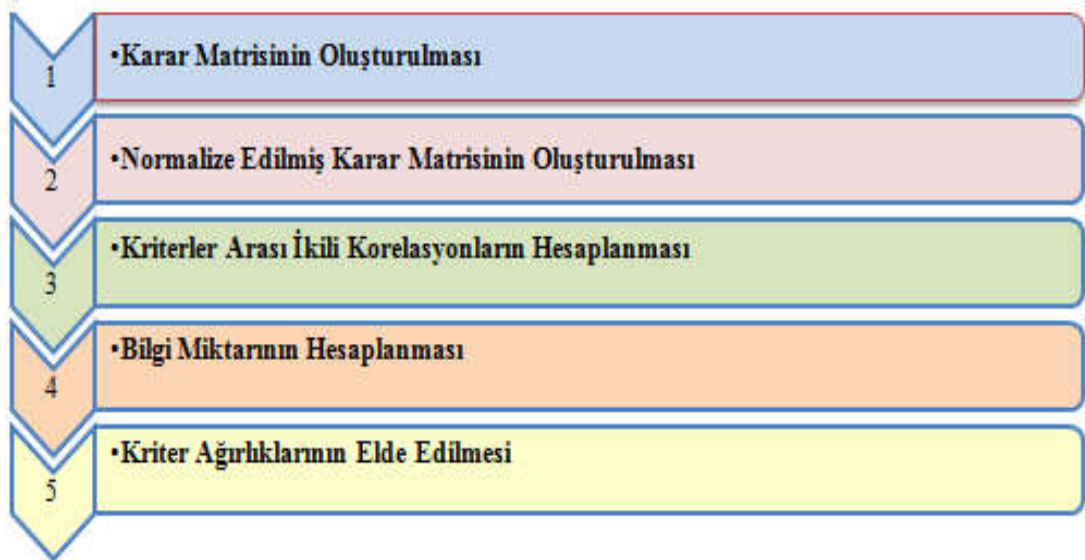 1
•Karar Matrisinin Oluşturulması
2
•Normalize Edilmiş Karar Matrisinin Oluşturulması
3
•Kriterler Arası İkili Korelasyonların Hesaplanması
4
•Bilgi Miktarının Hesaplanması
5
•Kriter Ağırlıklarının Elde Edilmesi